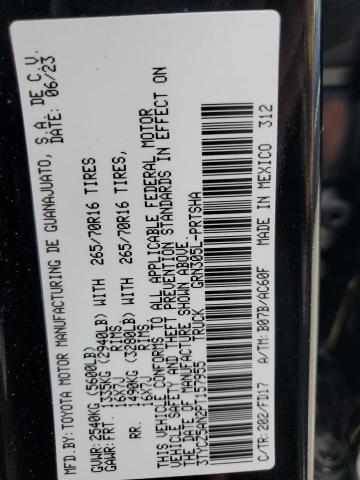 MFD.BY: TOYOTA MOTOR MANUFACTURING DE GUANAJUATO, S.A. DE C.V.
DATE: 06/23
GVWR: 2540KG (5600LB)
GAWR: FRT. 1335KG (2940LB) WITH 265/70R16 TIRES
16X7J RIMS
RR. 1490KG (3280LB) WITH 265/70R16 TIRES,
16X7J RIMS
THIS VEHICLE CONFORMS TO ALL APPLICABLE FEDERAL MOTOR
VEHICLE SAFETY AND THEFT PREVENTION STANDARDS IN EFFECT ON
THE DATE OF MANUFACTURE SHOWN ABOVE.
3TYCZ5AN2PT157955 TRUCK GRN305L-PRTSHA
C/TR: 202/FD17 A/TM: B07B/AC60F MADE IN MEXICO 312